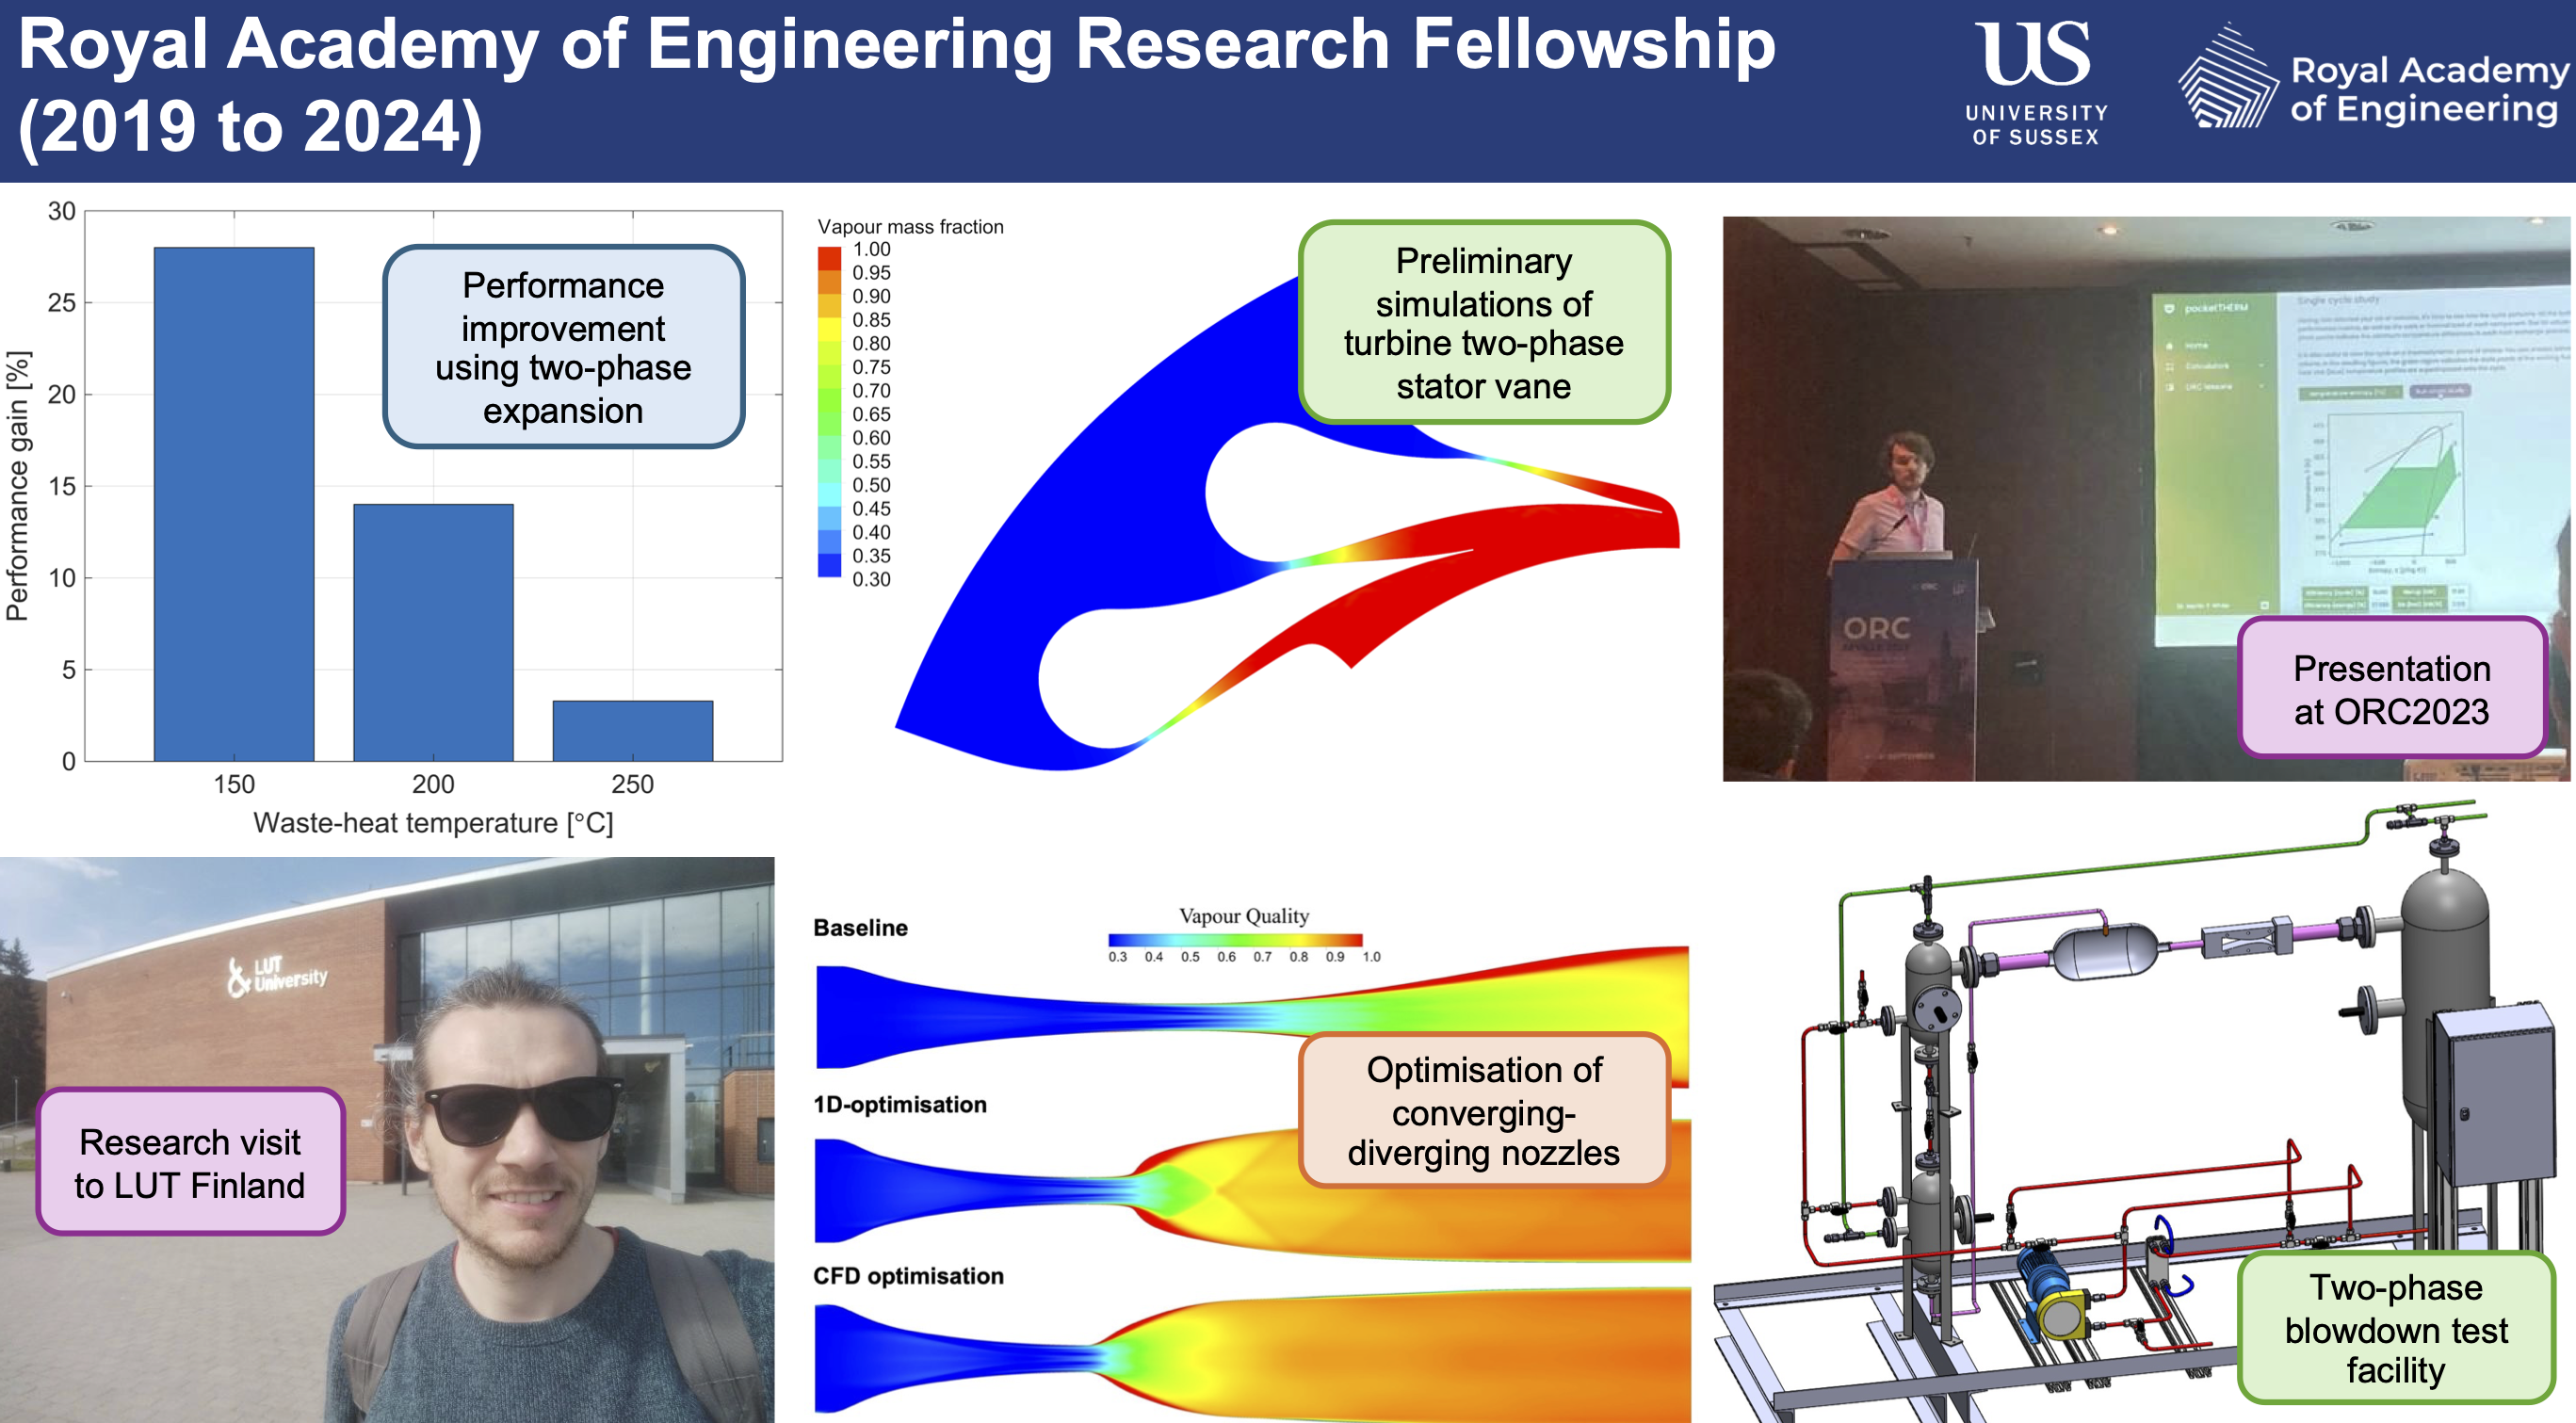 Royal Academy of Engineering Research Fellowship
(2019 to 2024)
US
UNIVERSITY
OF SUSSEX
Royal Academy
of Engineering
30
25
20
15
10
5
0
Performance gain [%]
150
200
250
Waste-heat temperature [°C]
Performance
improvement
using two-phase
expansion
Vapour mass fraction
1.00
0.95
0.90
0.85
0.80
0.75
0.70
0.65
0.60
0.55
0.50
0.45
0.40
0.35
0.30
Preliminary
simulations of
turbine two-phase
stator vane
pocketTHERM
Home
Calculators
Single cycle study
ORC
Presentation
at ORC2023
LUT
University
Research visit
to LUT Finland
Baseline
Vapour Quality
0.3 0.4 0.5 0.6 0.7 0.8 0.9 1.0
1D-optimisation
CFD optimisation
Optimisation of
converging-
diverging nozzles
Two-phase
blowdown test
facility